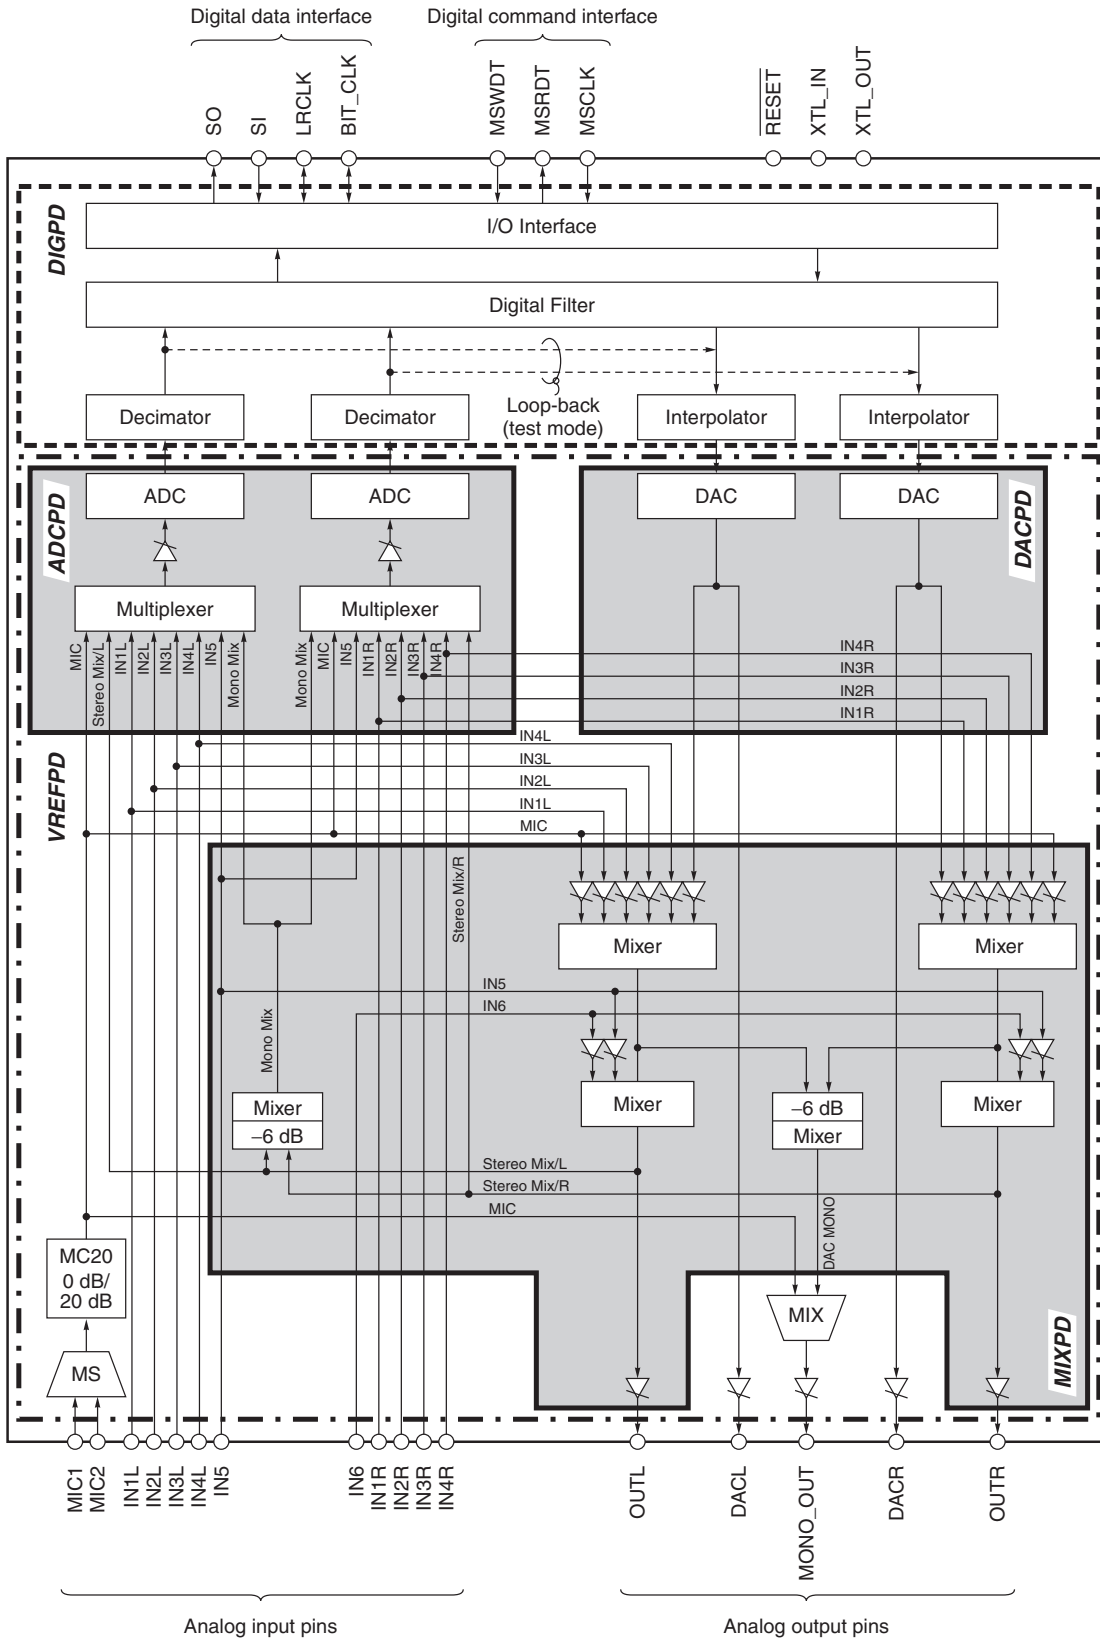 Digital data interface
Digital command interface
SO
SI
LRCLK
BIT_CLK
MSWDT
MSRDT
MSCLK
RESET
XTL_IN
XTL_OUT
DIGPD
I/O Interface
Digital Filter
Loop-back
(test mode)
Decimator
Decimator
Interpolator
Interpolator
ADCPD
ADC
ADC
DAC
DAC
DACPD
Multiplexer
Multiplexer
MIC
Stereo Mix/L
IN1L
IN2L
IN3L
IN4L
IN5
Mono Mix
Mono Mix
MIC
IN5
IN1R
IN2R
IN3R
IN4R
IN4R
IN3R
IN2R
IN1R
VREFPD
IN4L
IN3L
IN2L
IN1L
MIC
Stereo Mix/R
Mixer
Mixer
IN5
IN6
Mono Mix
Mixer
–6 dB
Mixer
–6 dB
Mixer
Mixer
Stereo Mix/L
Stereo Mix/R
MIC
DAC MONO
MC20
0 dB/
20 dB
MS
MIX
MIXPD
MIC1
MIC2
IN1L
IN2L
IN3L
IN4L
IN5
IN6
IN1R
IN2R
IN3R
IN4R
OUTL
DACL
MONO_OUT
DACR
OUTR
Analog input pins
Analog output pins